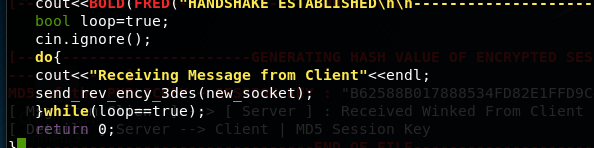 [-- cout<<BOLD(FRED("HANDSHAKE ESTABLISHED\n\n--------------------
bool loop=true;
cin.ignore();
[-- do{ -----------------------GENERATING HASH VALUE OF ENCRYPTED SES
cout<<"Receiving Message from Client"<<endl;
MD5 : "B62588B017888534FD82E1FFD9C
send_rev_ency_3des(new_socket);
[ }while(loop==true); > [ Server ] : Received Winked From Client
[ return 0; Server --> Client | MD5 Session Key
} END OF FILE